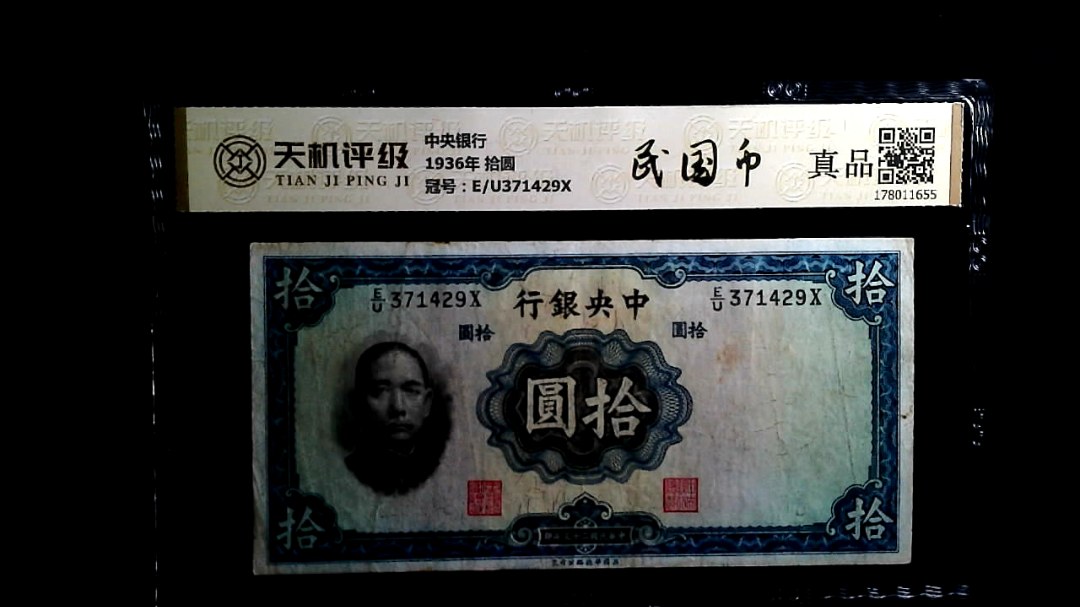 天机评级
TIAN JI PING JI
中央银行
1936年 拾圆
冠号：E/U371429X
民国币
真品
178011655
拾
拾
E/U 371429X
行銀央中
E/U 371429X
圓拾
圓拾
圓拾
拾
拾